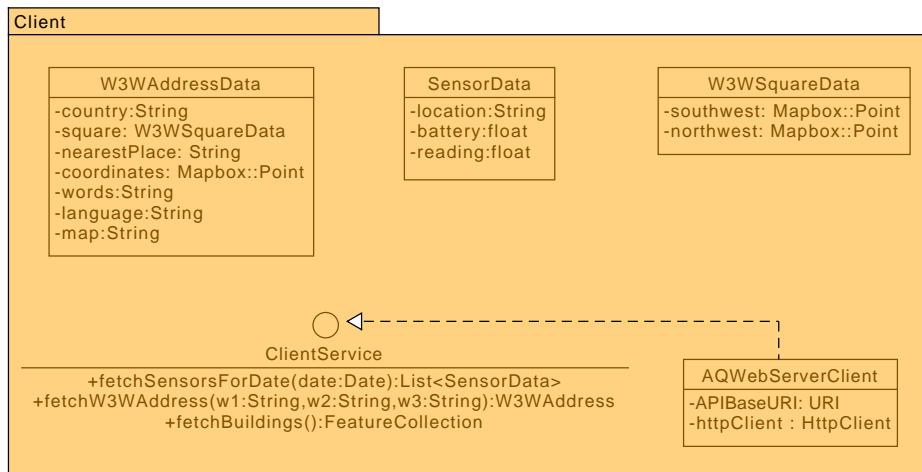 Client
W3WAddressData
-country:String
-square: W3WSquareData
-nearestPlace: String
-coordinates: Mapbox::Point
-words:String
-language:String
-map:String
SensorData
-location:String
-battery:float
-reading:float
W3WSquareData
-southwest: Mapbox::Point
-northwest: Mapbox::Point
ClientService
+fetchSensorsForDate(date:Date):List<SensorData>
+fetchW3WAddress(w1:String,w2:String,w3:String):W3WAddress
+fetchBuildings():FeatureCollection
AQWebServerClient
-APIBaseURI: URI
-httpClient : HttpClient